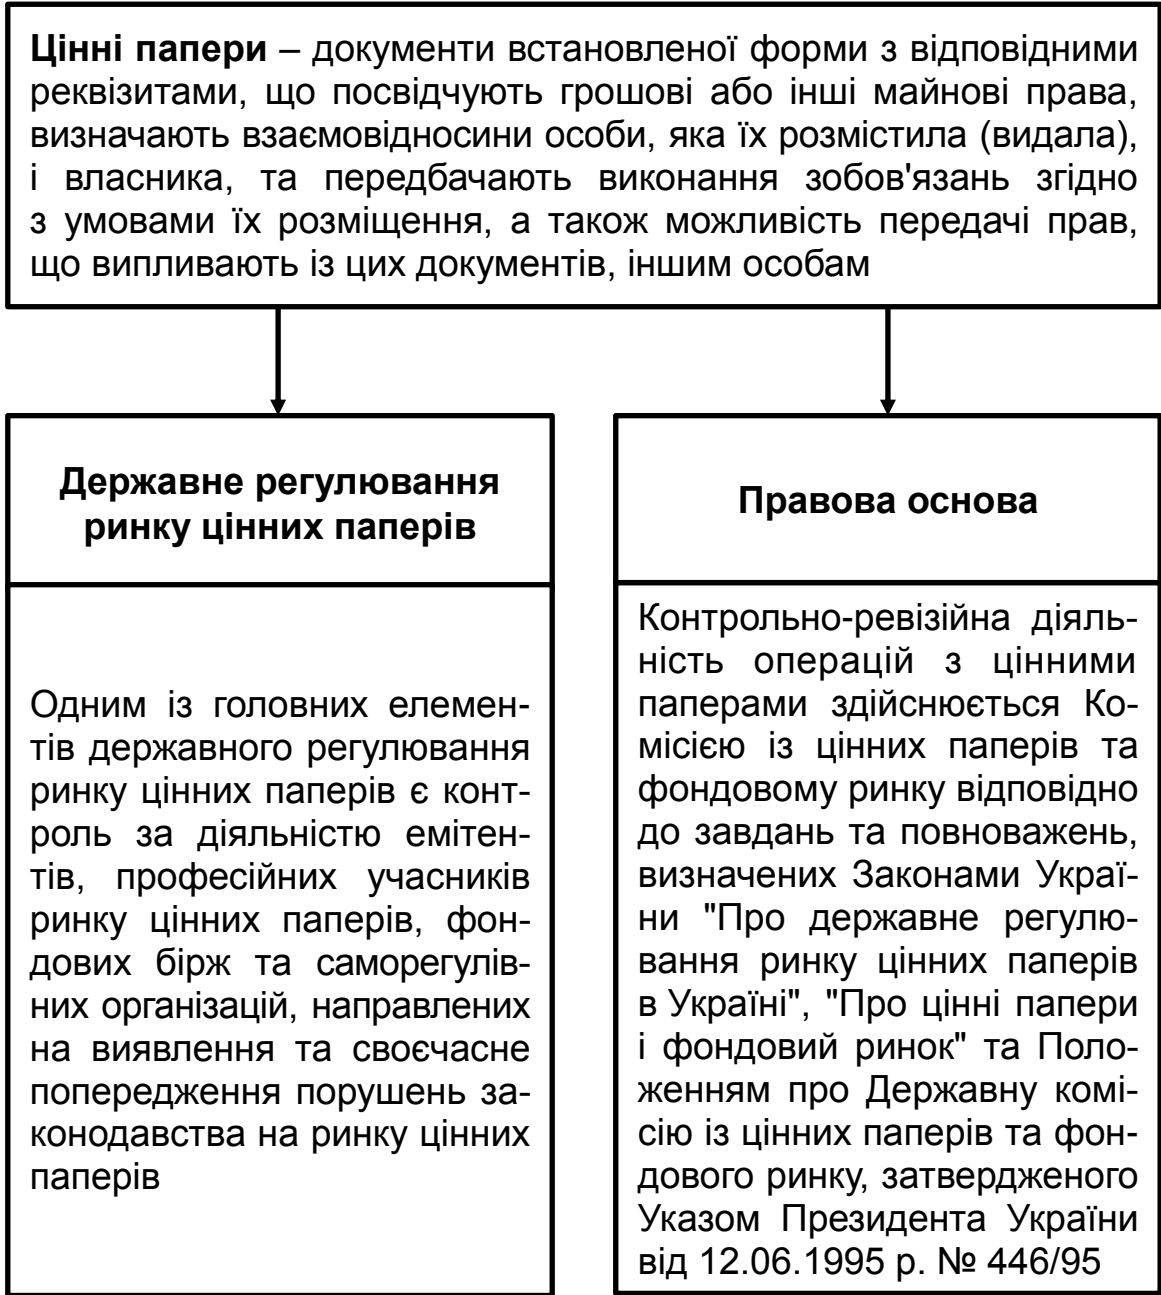 Цінні папери – документи встановленої форми з відповідними
реквізитами, що посвідчують грошові або інші майнові права,
визначають взаємовідносини особи, яка їх розмістила (видала),
і власника, та передбачають виконання зобов'язань згідно
з умовами їх розміщення, а також можливість передачі прав,
що випливають із цих документів, іншим особам
Державне регулювання
ринку цінних паперів
Одним із головних елемен-
тів державного регулювання
ринку цінних паперів є конт-
роль за діяльністю емітен-
тів, професійних учасників
ринку цінних паперів, фон-
дових бірж та саморегулів-
них організацій, направлених
на виявлення та своєчасне
попередження порушень за-
конодавства на ринку цінних
паперів
Правова основа
Контрольно-ревізійна діяль-
ність операцій з цінними
паперами здійснюється Ко-
місією із цінних паперів та
фондовому ринку відповідно
до завдань та повноважень,
визначених Законами Украї-
ни "Про державне регулю-
вання ринку цінних паперів
в Україні", "Про цінні папери
і фондовий ринок" та Поло-
женням про Державну комі-
сію із цінних паперів та фон-
дового ринку, затвердженого
Указом Президента України
від 12.06.1995 р. № 446/95